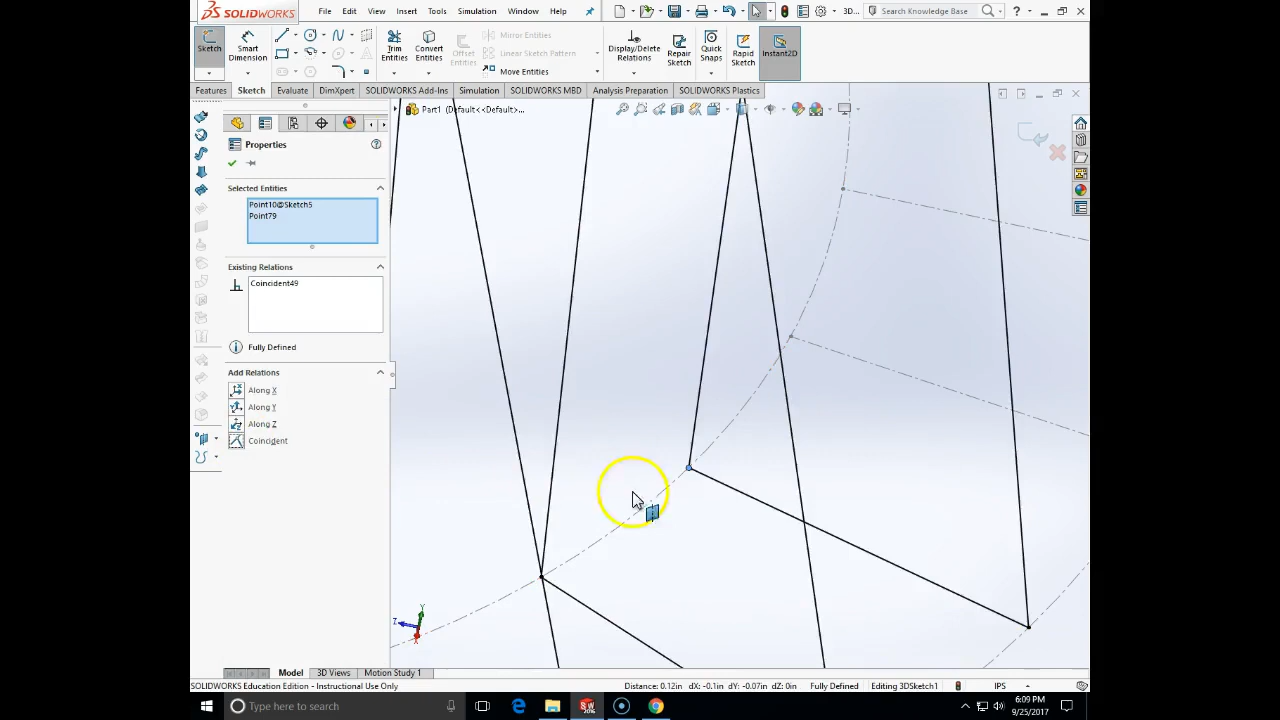 SOLIDWORKS File Edit View Insert Tools Simulation Window Help 3D... Search Knowledge Base ?
Sketch Smart Dimension Trim Entities Convert Entities Offset Entities Mirror Entities Linear Sketch Pattern Move Entities Display/Delete Relations Repair Sketch Quick Snaps Rapid Sketch Instant2D
Features Sketch Evaluate DimXpert SOLIDWORKS Add-Ins Simulation SOLIDWORKS MBD Analysis Preparation SOLIDWORKS Plastics
Part1 (Default<<Default>...
Properties
Selected Entities
Point10@Sketch5
Point79
Existing Relations
Coincident49
Fully Defined
Add Relations
Along X
Along Y
Along Z
Coincident
Y
Z
X
Model 3D Views Motion Study 1
SOLIDWORKS Education Edition - Instructional Use Only Distance: 0.12in dX: -0.1in dY: -0.07in dZ: 0in Fully Defined Editing 3DSketch1 IPS
Type here to search 6:09 PM
9/25/2017